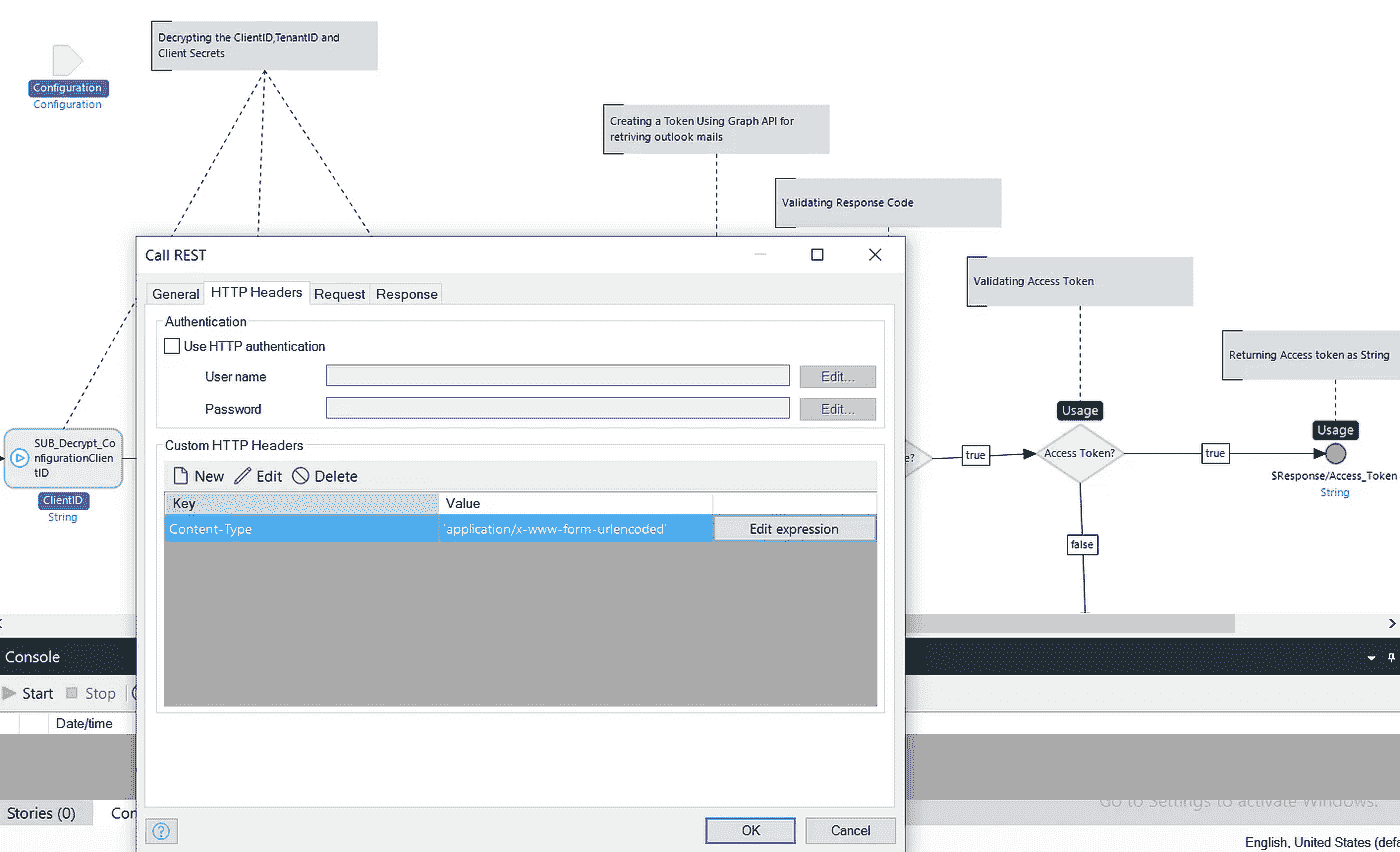 Decrypting the ClientID,TenantID and
Client Secrets
Configuration
Configuration
Creating a Token Using Graph API for
retriving outlook mails
Validating Response Code
Validating Access Token
Returning Access token as String
Call REST
General
HTTP Headers
Request
Response
Authentication
Use HTTP authentication
User name
Edit...
Password
Edit...
Custom HTTP Headers
New
Edit
Delete
Key
Value
Content-Type
'application/x-www-form-urlencoded'
Edit expression
OK
Cancel
SUB_Decrypt_Co
nfigurationClien
tID
ClientID
String
e?
true
Usage
Access Token?
true
Usage
$Response/Access_Token
String
false
Console
Start
Stop
Date/time
Stories (0)
Con
Go to Settings to activate Windows.
English, United States (defa